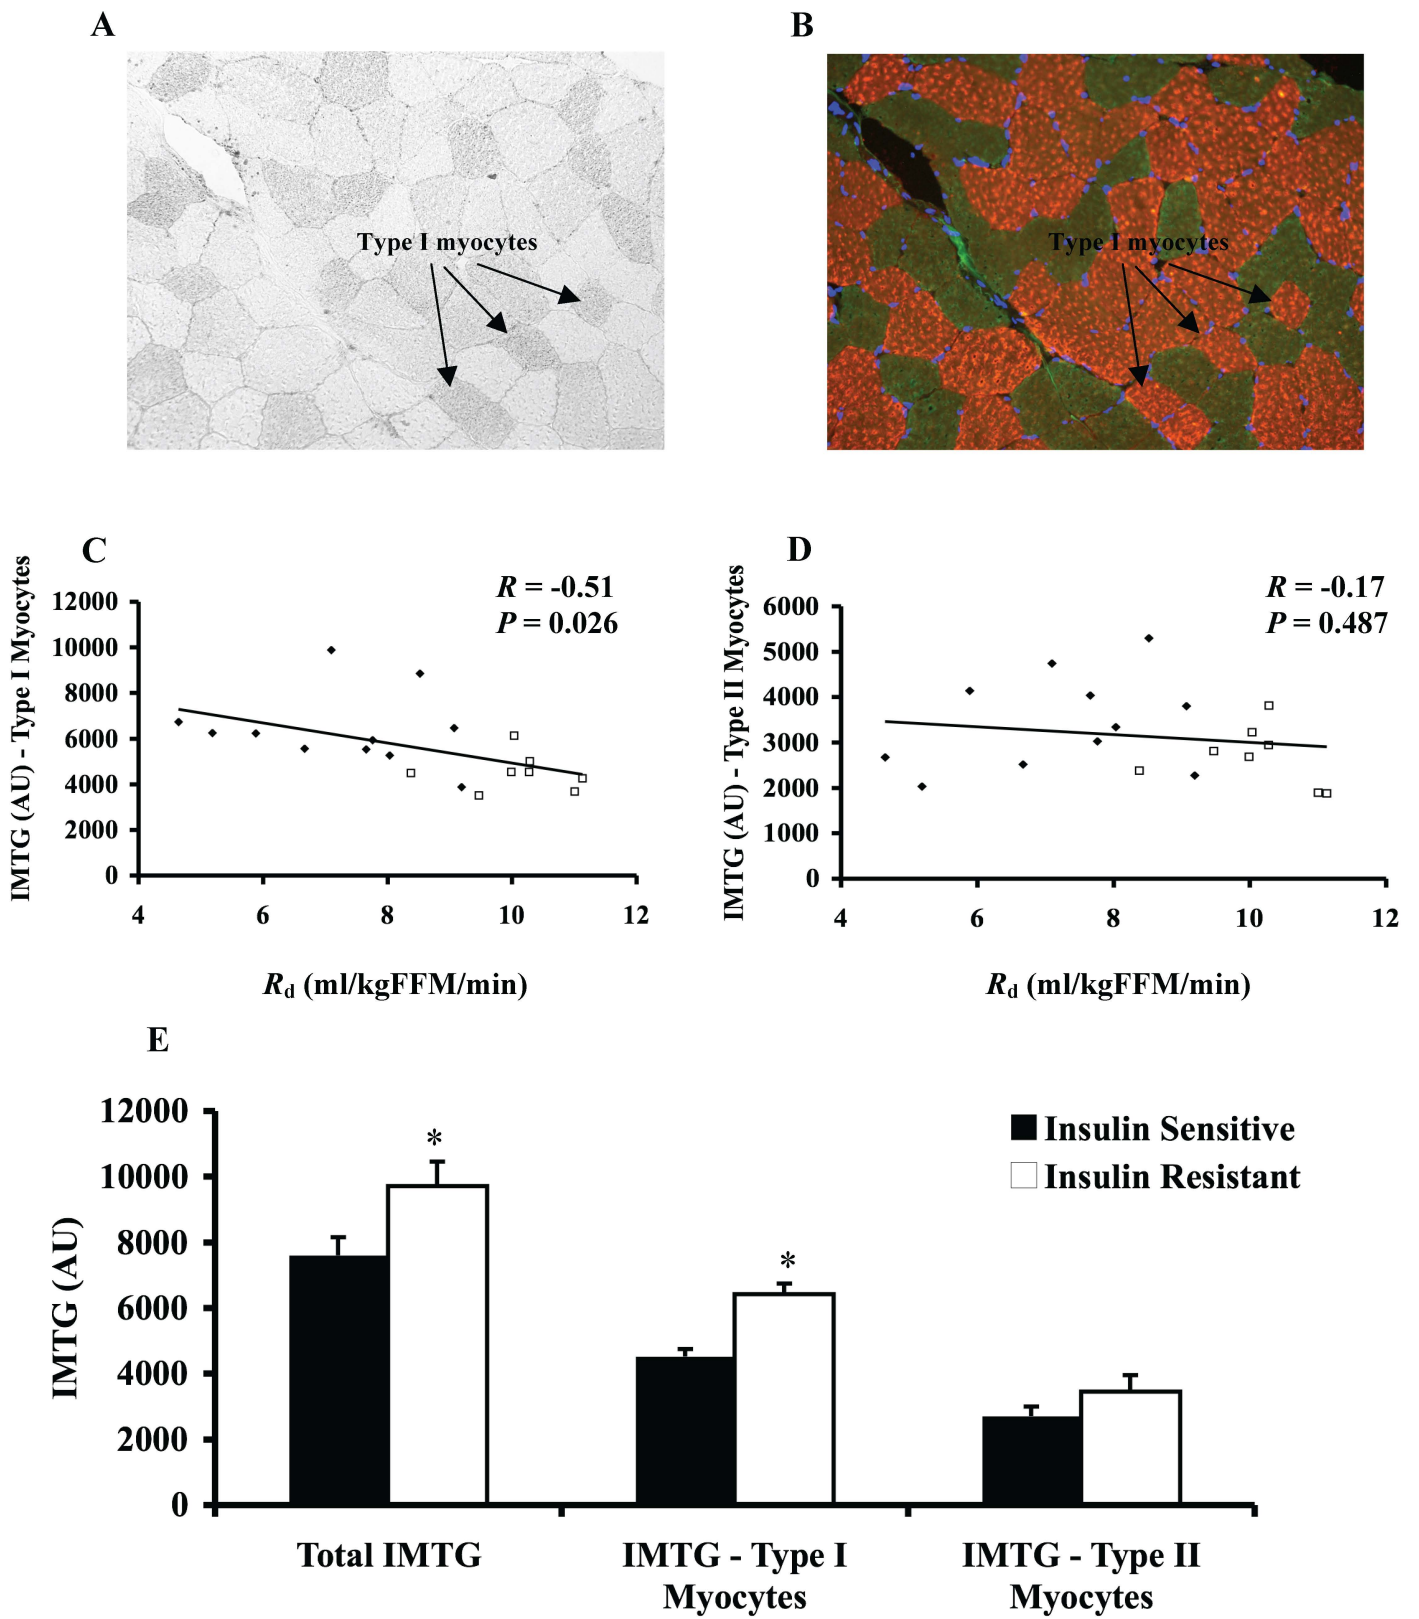 A
B
Type I myocytes
Type I myocytes
C
D
R = -0.51
P = 0.026
R = -0.17
P = 0.487
IMTG (AU) - Type I Myocytes
12000
10000
8000
6000
4000
2000
0
4 6 8 10 12
Rd (ml/kgFFM/min)
IMTG (AU) - Type II Myocytes
6000
5000
4000
3000
2000
1000
0
4 6 8 10 12
Rd (ml/kgFFM/min)
E
IMTG (AU)
12000
10000
8000
6000
4000
2000
0
*
*
Insulin Sensitive
Insulin Resistant
Total IMTG
IMTG - Type I
Myocytes
IMTG - Type II
Myocytes